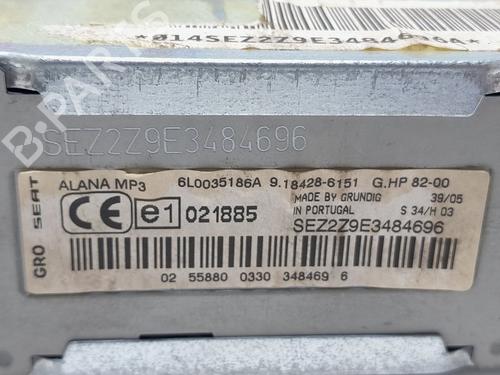 *014SEZ2Z9E3484696A*
SEZ2Z9E3484696
GRO SEAT
ALANA MP3 6L0035186A 9.18428-6151 G.HP 82-00
MADE BY GRUNDIG 39/05
IN PORTUGAL S 34/H 03
CE e1 021885 SEZ2Z9E3484696
02 55880 0330 348469 6
B-Parts